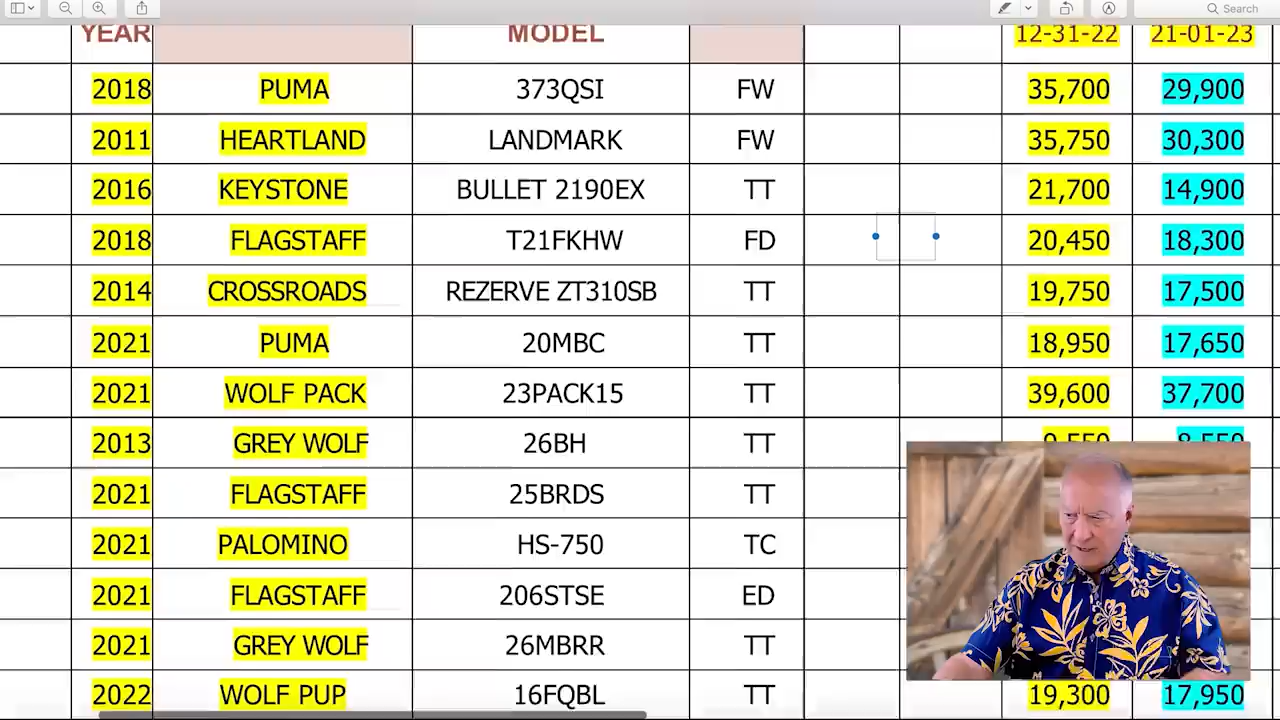 Search
YEAR MODEL 12-31-22 21-01-23
2018 PUMA 373QSI FW 35,700 29,900
2011 HEARTLAND LANDMARK FW 35,750 30,300
2016 KEYSTONE BULLET 2190EX TT 21,700 14,900
2018 FLAGSTAFF T21FKHW FD 20,450 18,300
2014 CROSSROADS REZERVE ZT310SB TT 19,750 17,500
2021 PUMA 20MBC TT 18,950 17,650
2021 WOLF PACK 23PACK15 TT 39,600 37,700
2013 GREY WOLF 26BH TT 9,550 8,550
2021 FLAGSTAFF 25BRDS TT
2021 PALOMINO HS-750 TC
2021 FLAGSTAFF 206STSE ED
2021 GREY WOLF 26MBRR TT
2022 WOLF PUP 16FQBL TT 19,300 17,950